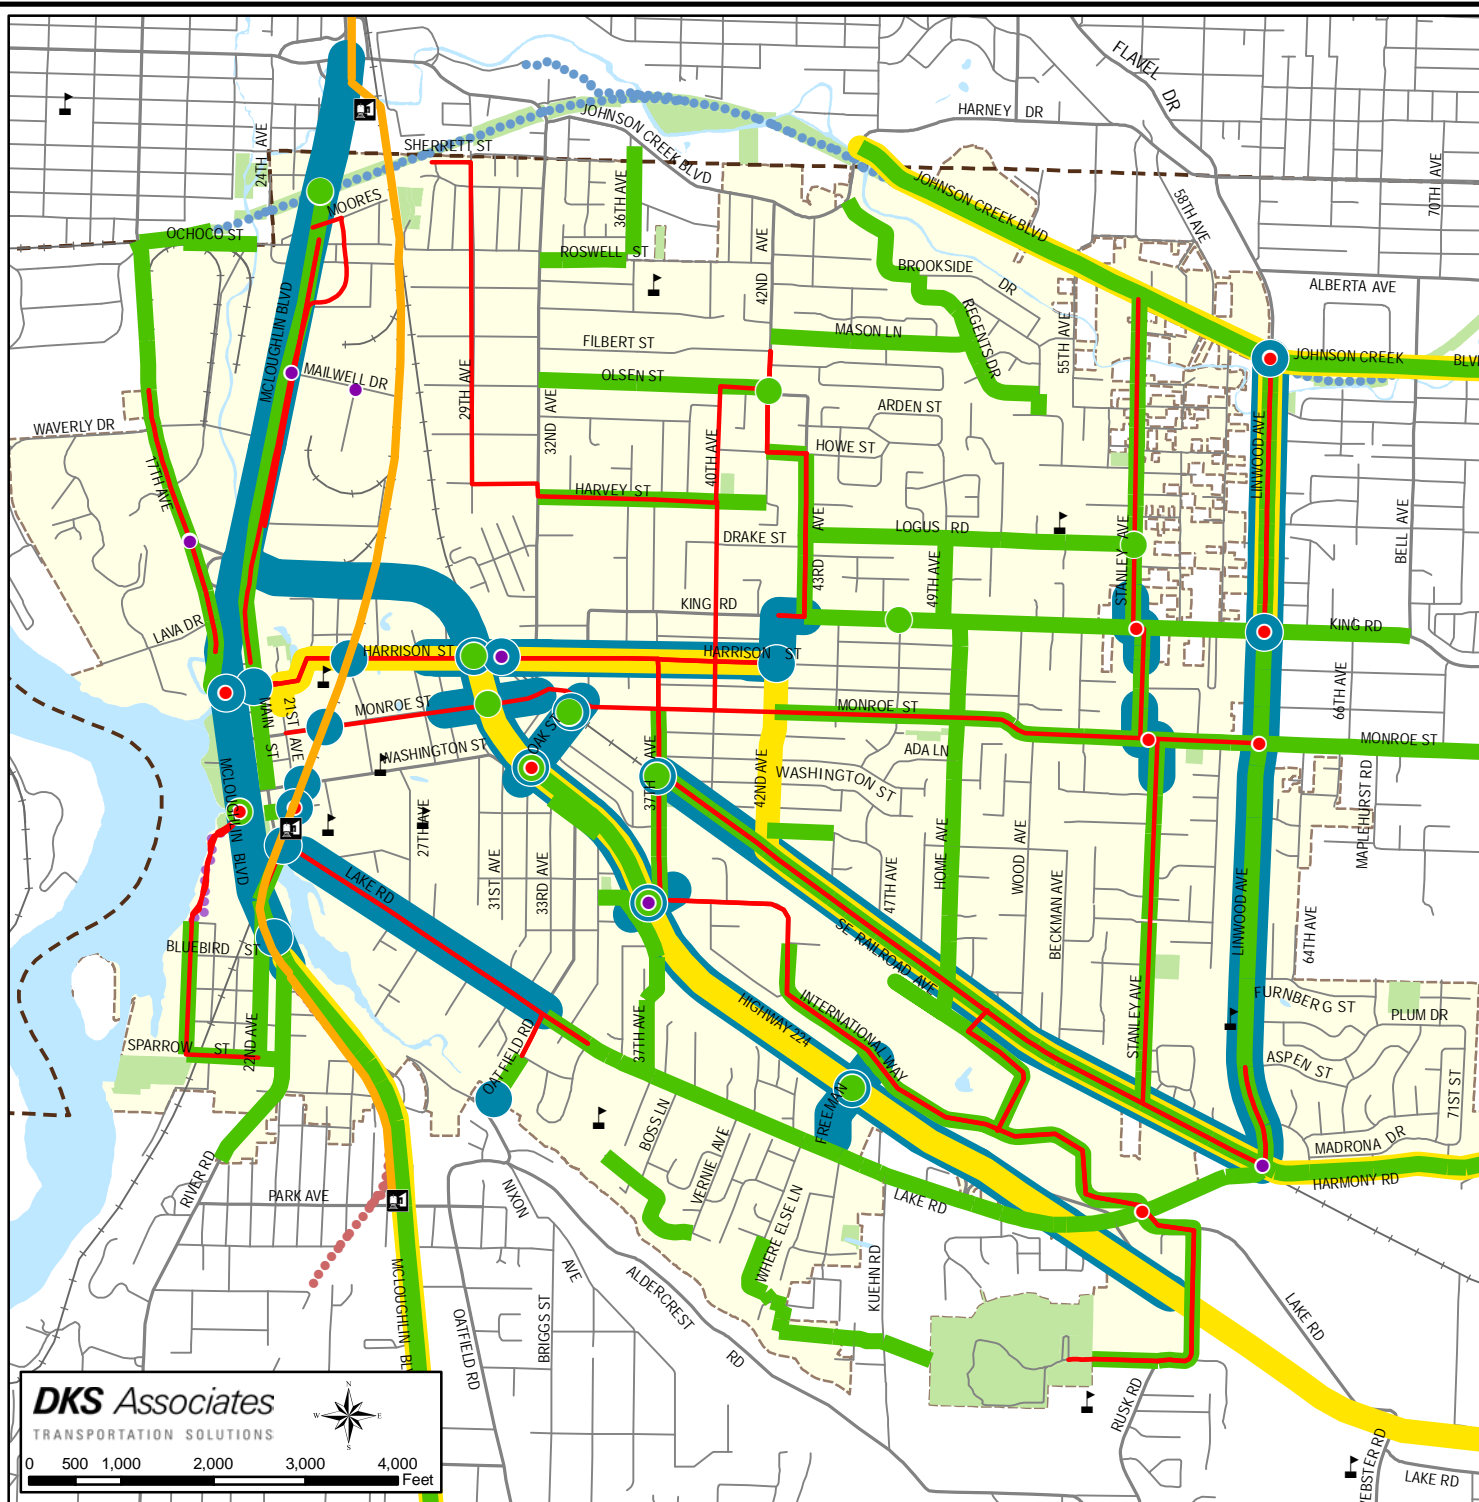 FLAVEL
DR
HARNEY DR
JOHNSON CREEK BLVD
SHERRETT ST
24TH AVE
36TH AVE
70TH AVE
58TH AVE
JOHNSON CREEK BLVD
MOORES
OCHOCO ST
ROSWELL ST
42ND AVE
BROOKSIDE DR
REGENTS DR
ALBERTA AVE
MCLOUGHLIN BLVD
MASON LN
FILBERT ST
55TH AVE
JOHNSON CREEK BLV
MAILWELL DR
OLSEN ST
29TH AVE
32ND AVE
ARDEN ST
WAVERLY DR
40TH AVE
HOWE ST
LINWOOD AVE
17TH AVE
HARVEY ST
LOGUS RD
DRAKE ST
43RD AVE
STANLEY AVE
BELL AVE
49TH AVE
KING RD
KING RD
LAVA DR
HARRISON ST
HARRISON ST
66TH AVE
MAIN ST
21ST AVE
MONROE ST
MONROE ST
MONROE ST
OAK ST
ADA LN
WASHINGTON ST
WASHINGTON ST
37TH AVE
42ND AVE
MCLOUGHLIN BLVD
27TH AVE
31ST AVE
33RD AVE
47TH AVE
HOME AVE
WOOD AVE
BECKMAN AVE
MAPLEHURST RD
LAKE RD
LINWOOD AVE
64TH AVE
BLUEBIRD ST
SE RAILROAD AVE
HIGHWAY 224
INTERNATIONAL WAY
FURNBERG ST
PLUM DR
22ND AVE
SPARROW ST
37TH AVE
STANLEY AVE
OATFIELD RD
ASPEN ST
71ST ST
FREEMAN
BOSS LN
VERNIE AVE
MADRONA DR
HARMONY RD
RIVER RD
PARK AVE
NIXON AVE
LAKE RD
WHERE ELSE LN
KUEHN RD
MCLOUGHLIN BLV
OATFIELD RD
BRIGGS ST
ALDERCREST RD
LAKE RD
RUSK RD
WEBSTER RD
LAKE RD
DKS Associates
TRANSPORTATION SOLUTIONS
N
W E
S
0 500 1,000 2,000 3,000 4,000
Feet